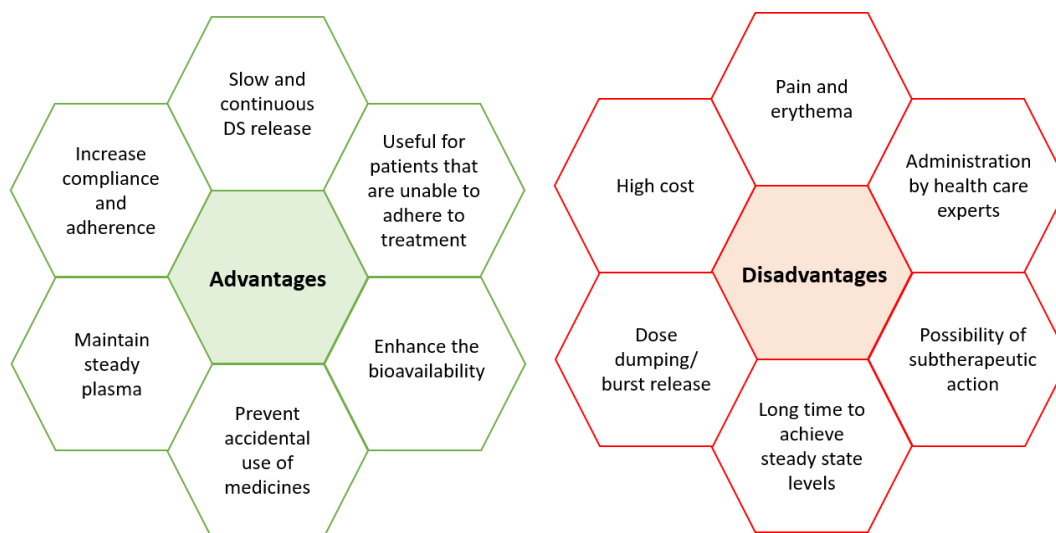 Slow and
continuous
DS release
Increase
compliance
and
adherence
Useful for
patients that
are unable to
adhere to
treatment
Advantages
Maintain
steady
plasma
Enhance the
bioavailability
Prevent
accidental
use of
medicines
Pain and
erythema
High cost
Administration
by health care
experts
Disadvantages
Dose
dumping/
burst release
Possibility of
subtherapeutic
action
Long time to
achieve
steady state
levels